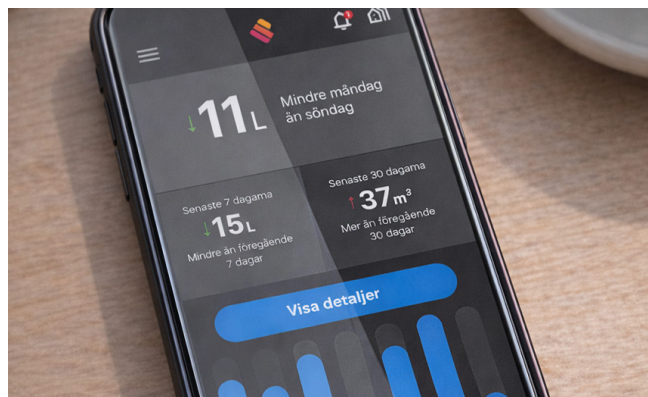 ↓11L
Mindre måndag
än söndag
Senaste 7 dagarna
↓15L
Mindre än föregående
7 dagar
Senaste 30 dagarna
↑37m³
Mer än föregående
30 dagar
Visa detaljer